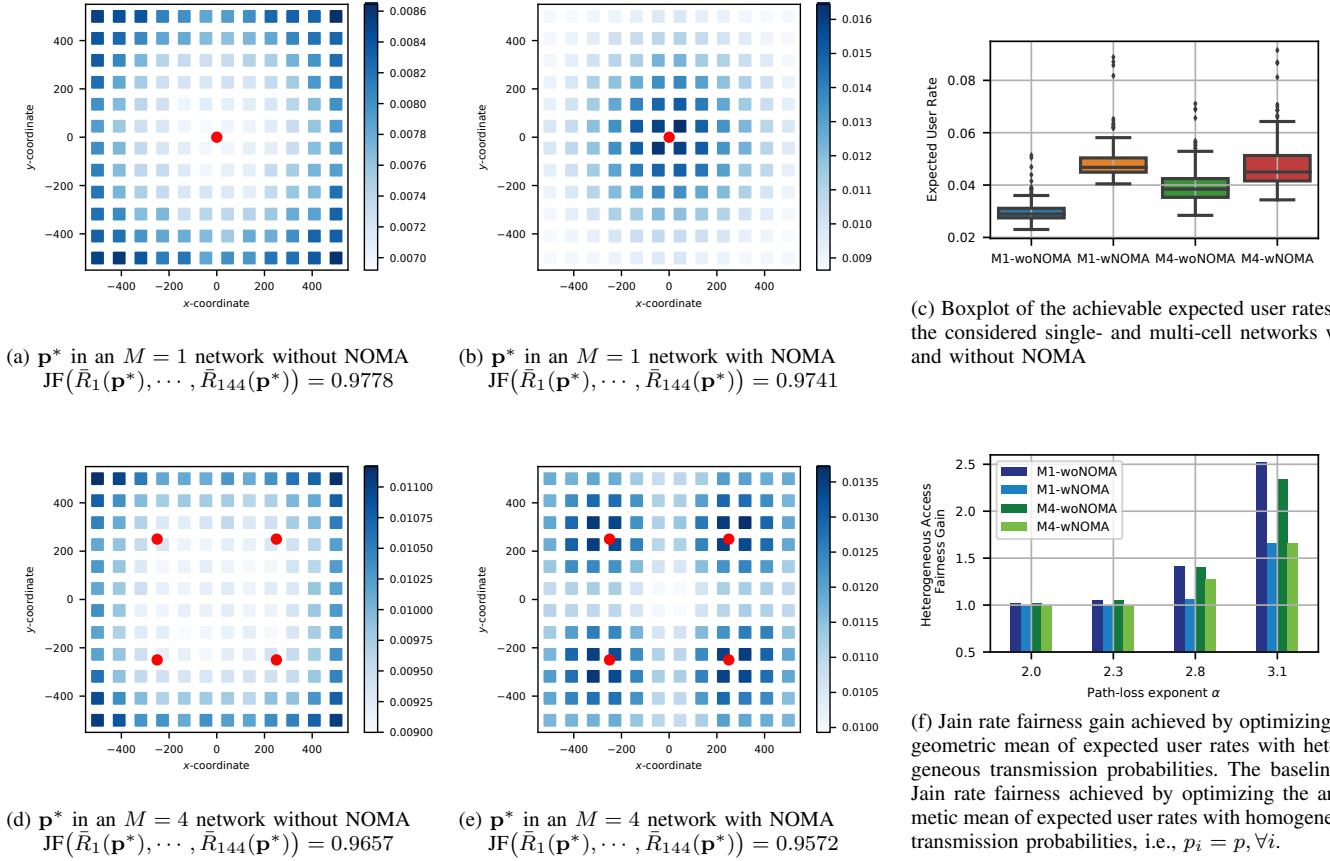 0.0086
0.0084
0.0082
0.0080
0.0078
0.0076
0.0074
0.0072
0.0070
400
200
0
−200
−400
y-coordinate
−400 −200 0 200 400
x-coordinate
(a) p* in an M = 1 network without NOMA
JF(R̄₁(p*), ⋯ , R̄₁₄₄(p*)) = 0.9778
0.016
0.015
0.014
0.013
0.012
0.011
0.010
0.009
400
200
0
−200
−400
y-coordinate
−400 −200 0 200 400
x-coordinate
(b) p* in an M = 1 network with NOMA
JF(R̄₁(p*), ⋯ , R̄₁₄₄(p*)) = 0.9741
0.08
0.06
0.04
0.02
Expected User Rate
M1-woNOMA M1-wNOMA M4-woNOMA M4-wNOMA
(c) Boxplot of the achievable expected user rates
the considered single- and multi-cell networks
and without NOMA
0.01100
0.01075
0.01050
0.01025
0.01000
0.00975
0.00950
0.00925
0.00900
400
200
0
−200
−400
y-coordinate
−400 −200 0 200 400
x-coordinate
(d) p* in an M = 4 network without NOMA
JF(R̄₁(p*), ⋯ , R̄₁₄₄(p*)) = 0.9657
0.0135
0.0130
0.0125
0.0120
0.0115
0.0110
0.0105
0.0100
400
200
0
−200
−400
y-coordinate
−400 −200 0 200 400
x-coordinate
(e) p* in an M = 4 network with NOMA
JF(R̄₁(p*), ⋯ , R̄₁₄₄(p*)) = 0.9572
2.5
2.0
1.5
1.0
0.5
Heterogeneous Access
Fairness Gain
M1-woNOMA
M1-wNOMA
M4-woNOMA
M4-wNOMA
2.0 2.3 2.8 3.1
Path-loss exponent α
(f) Jain rate fairness gain achieved by optimizing
geometric mean of expected user rates with hete
geneous transmission probabilities. The baselin
Jain rate fairness achieved by optimizing the ar
metic mean of expected user rates with homogene
transmission probabilities, i.e., pᵢ = p, ∀i.